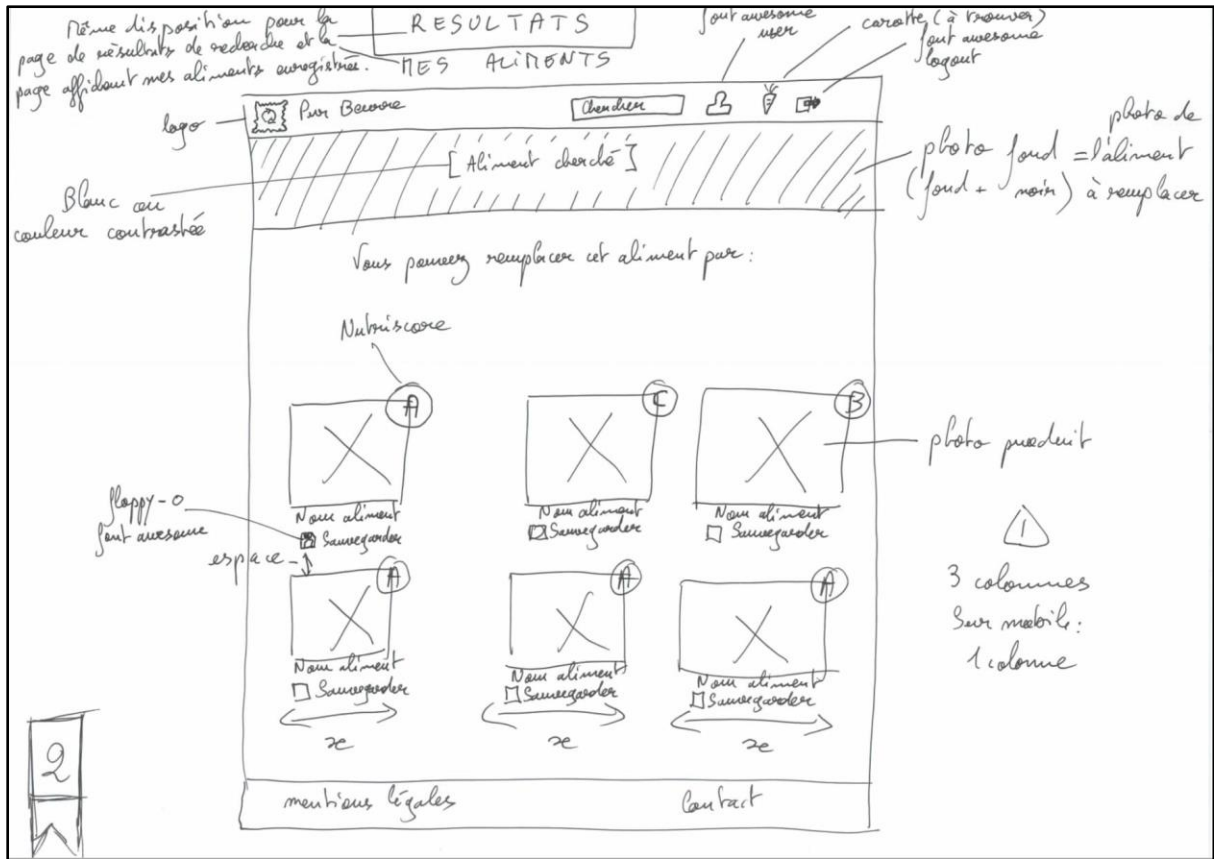 Même disposition pour la
page de résultats de recherche et la
page affichant mes aliments enregistrés.
RESULTATS
MES ALIMENTS
font awesome
user
carotte (à trouver)
font awesome
logout
logo
Pur Beurre
Chercher
[Aliment cherché]
Blanc ou
couleur contrastée
photo fond = photo de l'aliment
(fond + noir) à remplacer
Vous pouvez remplacer cet aliment par :
Nutriscore
A
C
B
photo produit
Nom aliment
Sauvegarder
Nom aliment
Sauvegarder
Nom aliment
Sauvegarder
floppy-o
font awesome
espace
A
A
A
Nom aliment
Sauvegarder
Nom aliment
Sauvegarder
Nom aliment
Sauvegarder
x
x
x
3 colonnes
Sur mobile :
1 colonne
2
mentions légales
Contact